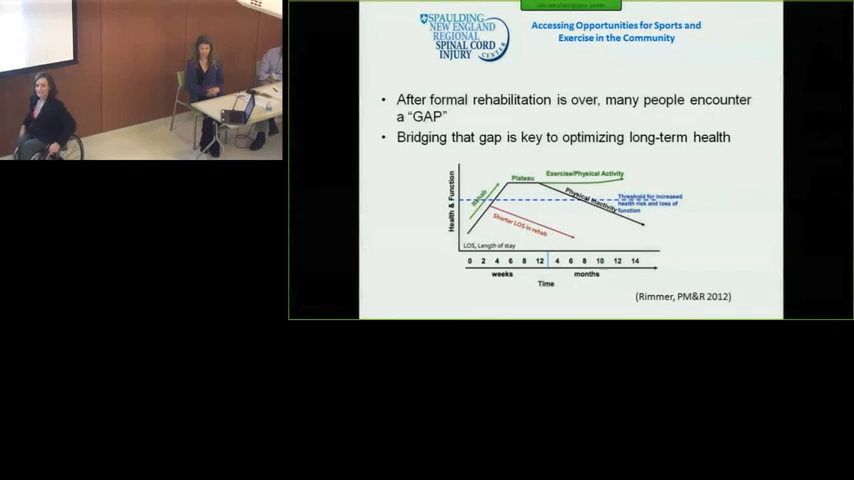 SPAULDING
NEW ENGLAND
REGIONAL
SPINAL CORD
INJURY
CENTER
Accessing Opportunities for Sports and
Exercise in the Community
• After formal rehabilitation is over, many people encounter
a “GAP”
• Bridging that gap is key to optimizing long-term health
Health & Function
Rehab
Plateau
Exercise/Physical Activity
Physical Inactivity
Threshold for increased
health risk and loss of
function
Shorter LOS in rehab
LOS, Length of stay
0 2 4 6 8 12 4 6 8 10 12 14
weeks months
Time
(Rimmer, PM&R 2012)